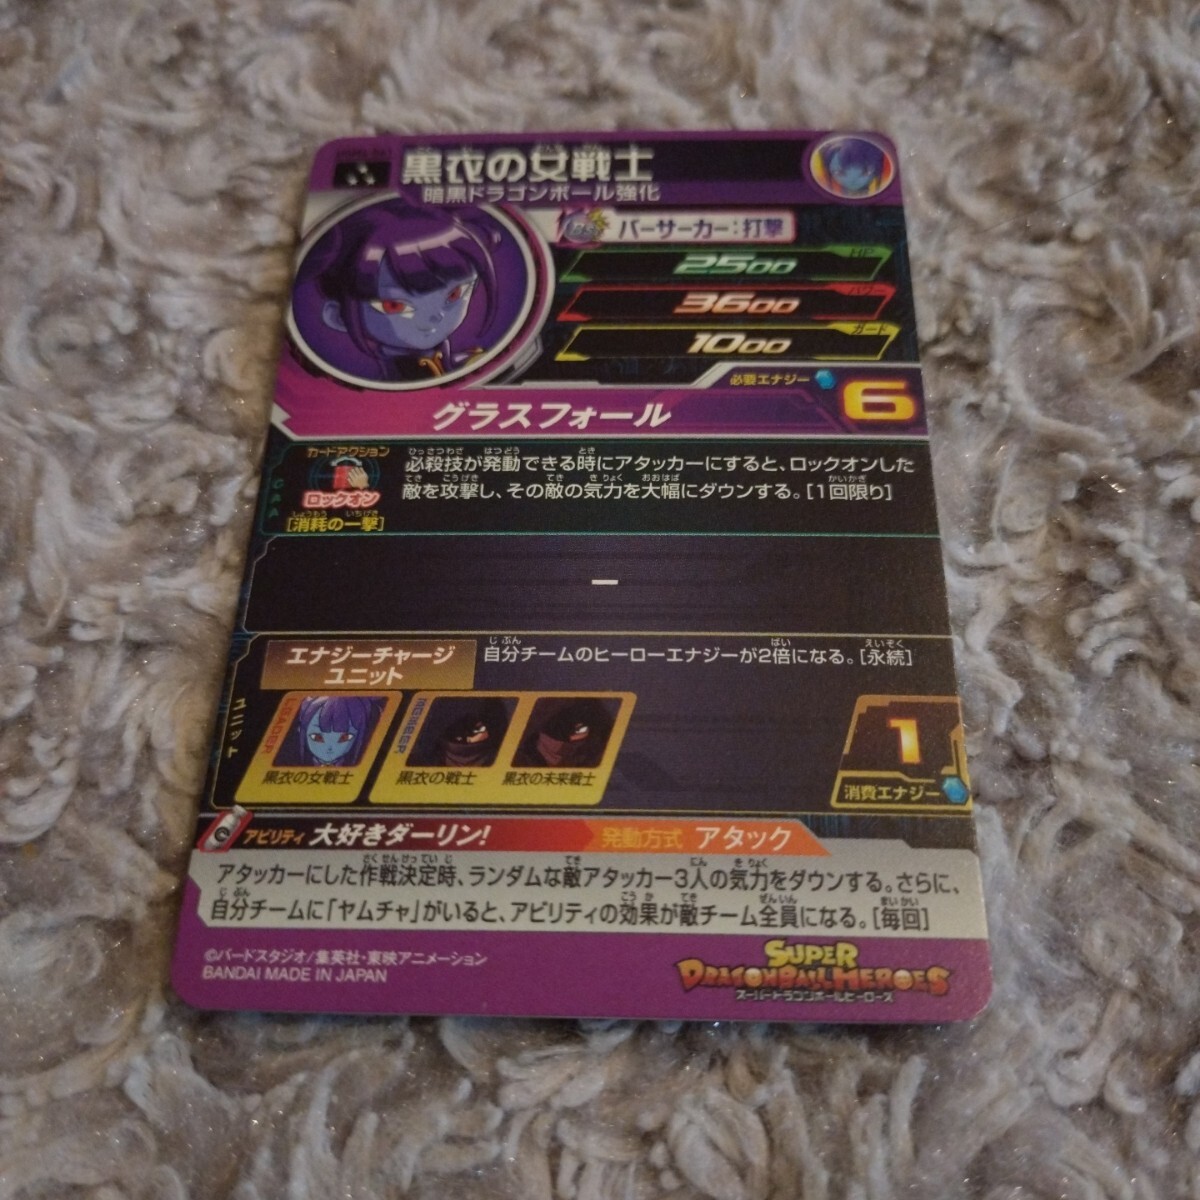 黒衣の女戦士
暗黒ドラゴンボール強化
バーサーカー:打撃
HP
2500
パワー
3600
ガード
1000
必要エナジー
6
グラスフォール
カードアクション
ロックオン
[消耗の一撃]
CAA
必殺技が発動できる時にアタッカーにすると、ロックオンした
敵を攻撃し、その敵の気力を大幅にダウンする。[1回限り]
ー
ユニット
エナジーチャージ
ユニット
自分チームのヒーローエナジーが2倍になる。[永続]
LEADER
黒衣の女戦士
MEMBER
黒衣の戦士
黒衣の未来戦士
1
消費エナジー
アビリティ 大好きダーリン!
発動方式 アタック
アタッカーにした作戦決定時、ランダムな敵アタッカー3人の気力をダウンする。さらに、
自分チームに「ヤムチャ」がいると、アビリティの効果が敵チーム全員になる。[毎回]
©バードスタジオ/集英社・東映アニメーション
BANDAI MADE IN JAPAN
SUPER
DRAGONBALL HEROES
スーパードラゴンボールヒーローズ